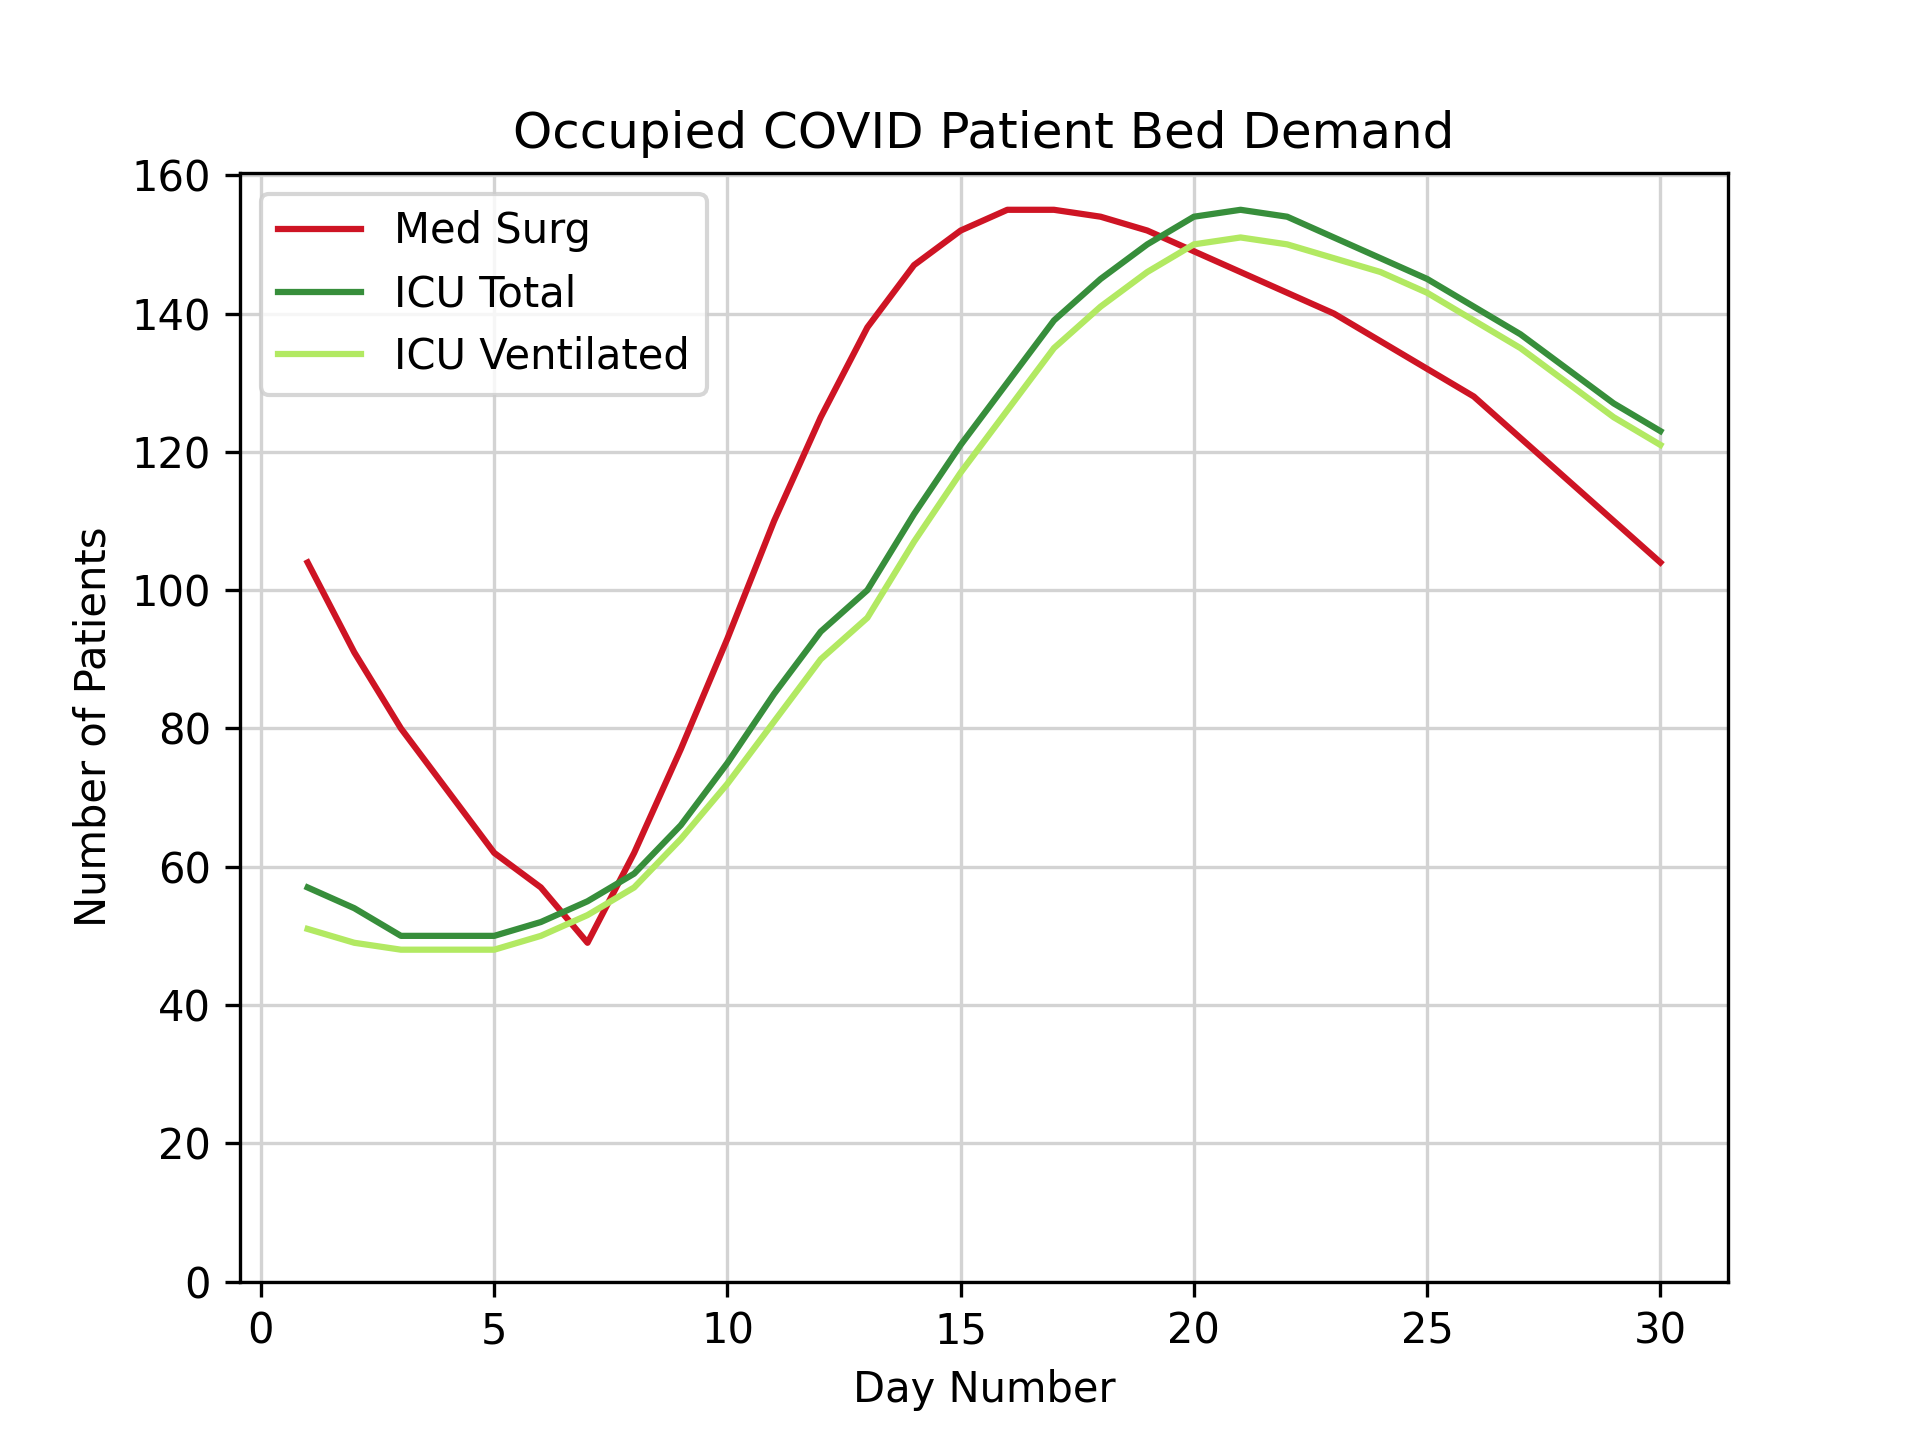 Occupied COVID Patient Bed Demand
160
140
120
100
80
60
40
20
0
Number of Patients
Med Surg
ICU Total
ICU Ventilated
0 5 10 15 20 25 30
Day Number